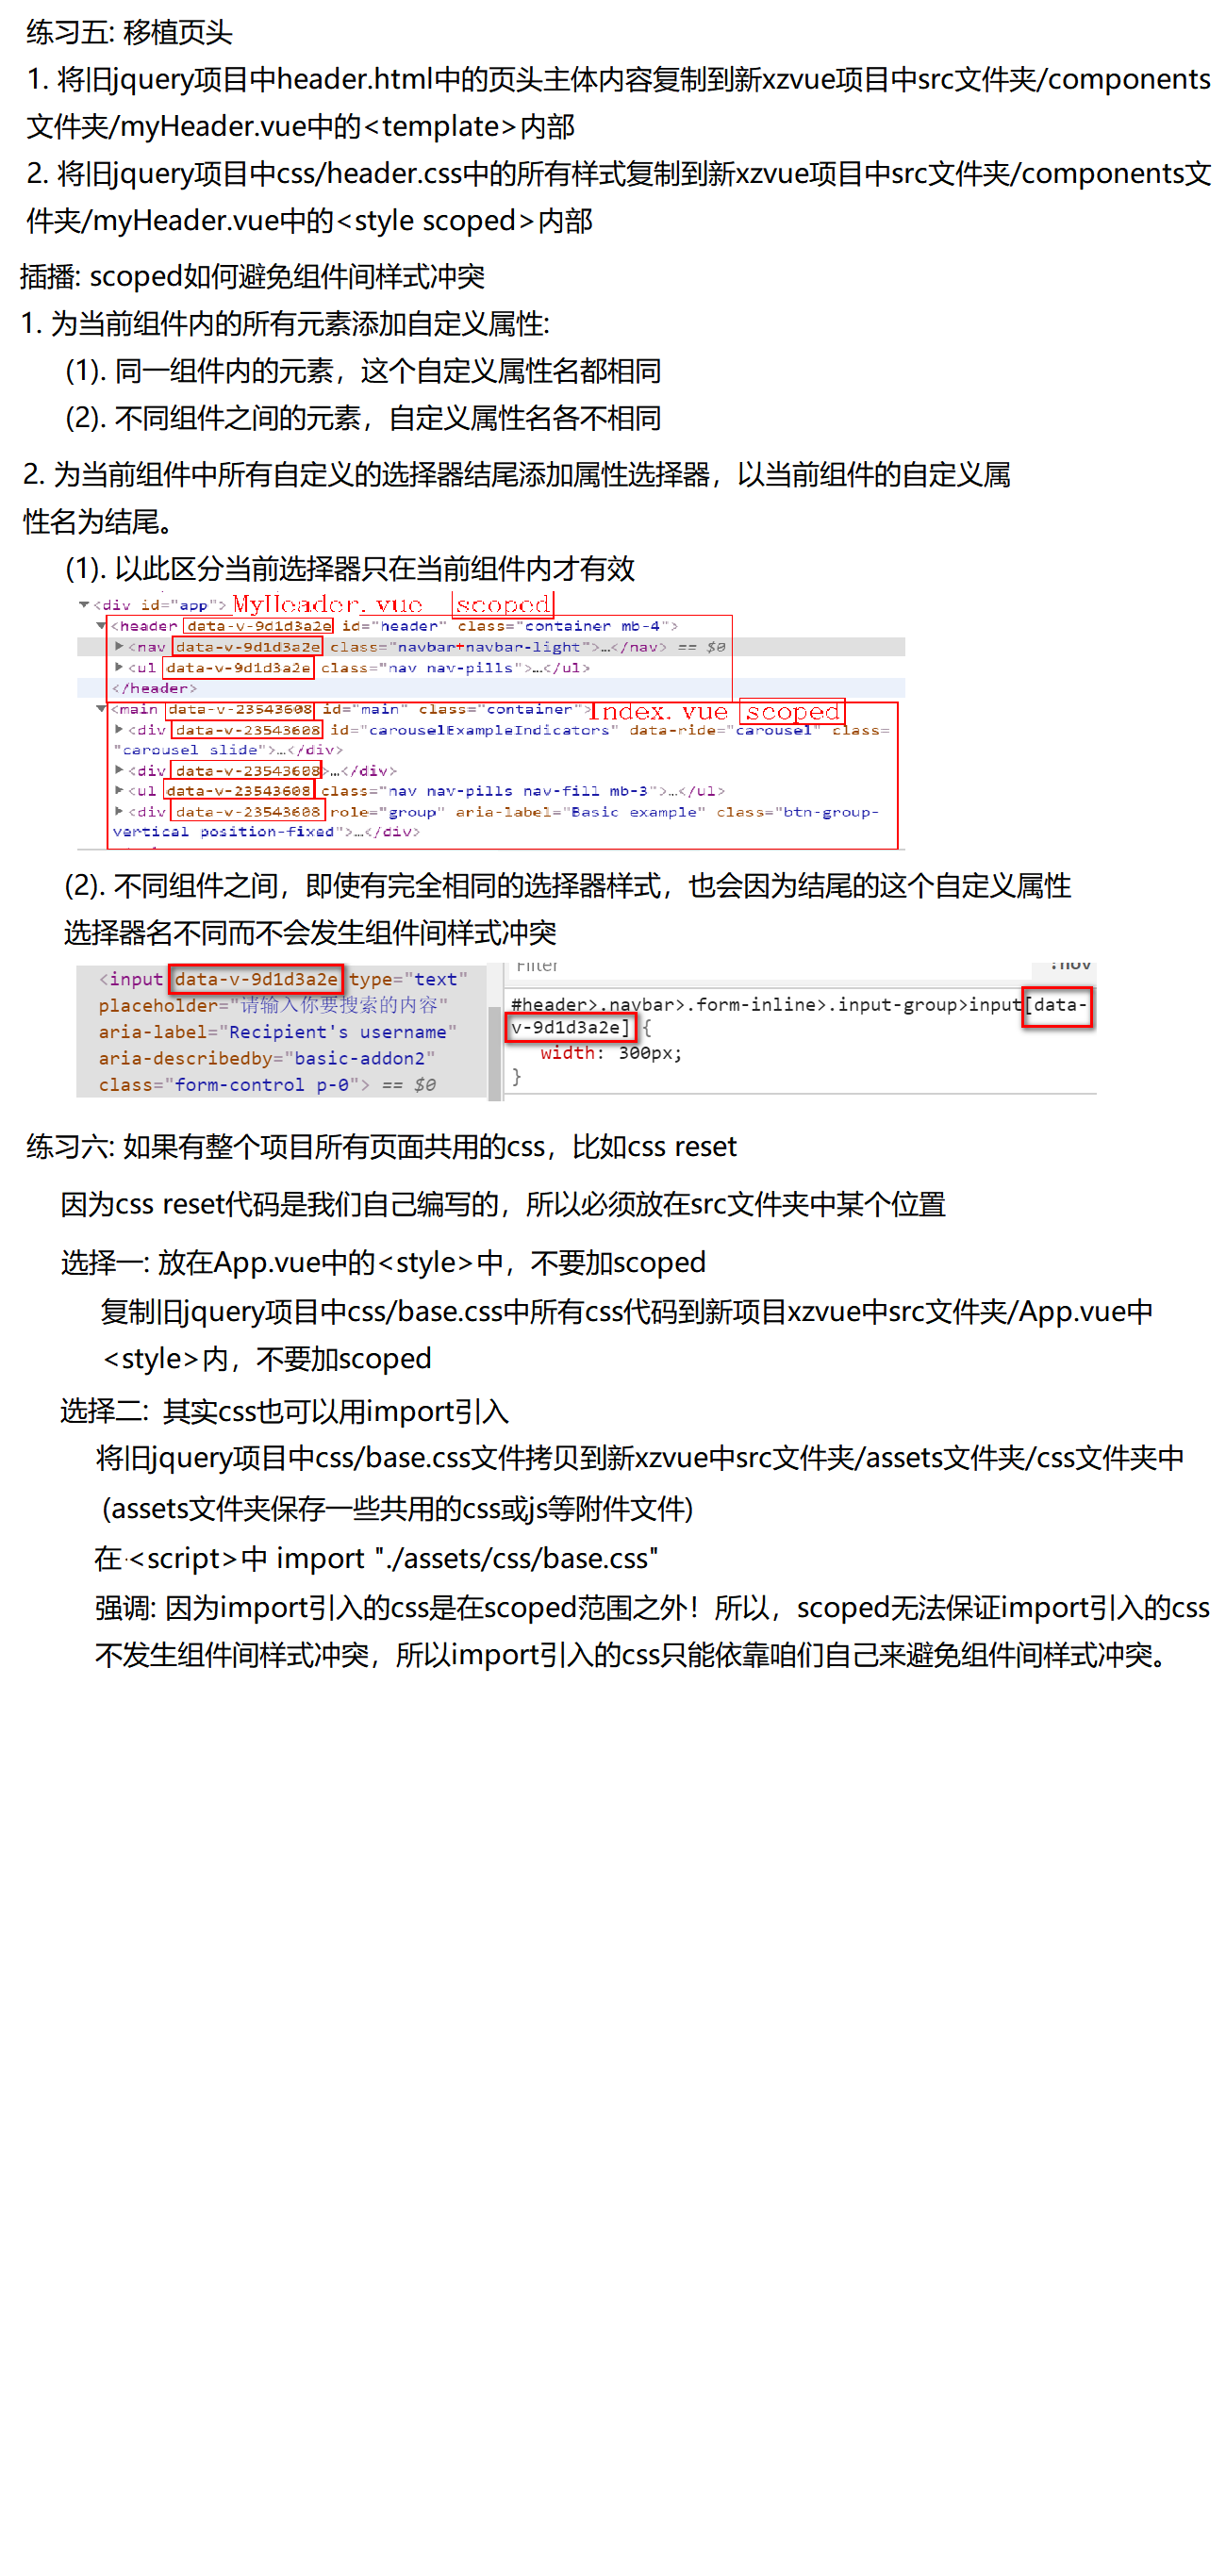 练习五: 移植页头
1. 将旧jquery项目中header.html中的页头主体内容复制到新xzvue项目中src文件夹/components
文件夹/myHeader.vue中的<template>内部
2. 将旧jquery项目中css/header.css中的所有样式复制到新xzvue项目中src文件夹/components文
件夹/myHeader.vue中的<style scoped>内部
插播: scoped如何避免组件间样式冲突
1. 为当前组件内的所有元素添加自定义属性:
(1). 同一组件内的元素，这个自定义属性名都相同
(2). 不同组件之间的元素，自定义属性名各不相同
2. 为当前组件中所有自定义的选择器结尾添加属性选择器，以当前组件的自定义属
性名为结尾。
(1). 以此区分当前选择器只在当前组件内才有效
<div id="app"> MyHeader.vue scoped
<header data-v-9d1d3a2e id="header" class="container mb-4">
<nav data-v-9d1d3a2e class="navbar navbar-light">…</nav> == $0
<ul data-v-9d1d3a2e class="nav nav-pills">…</ul>
</header>
<main data-v-23543608 id="main" class="container"> Index.vue scoped
<div data-v-23543608 id="carouselExampleIndicators" data-ride="carousel" class=
"carousel slide">…</div>
<div data-v-23543608>…</div>
<ul data-v-23543608 class="nav nav-pills nav-fill mb-3">…</ul>
<div data-v-23543608 role="group" aria-label="Basic example" class="btn-group-
vertical position-fixed">…</div>
(2). 不同组件之间，即使有完全相同的选择器样式，也会因为结尾的这个自定义属性
选择器名不同而不会发生组件间样式冲突
<input data-v-9d1d3a2e type="text"
placeholder="请输入你要搜索的内容"
aria-label="Recipient's username"
aria-describedby="basic-addon2"
class="form-control p-0"> == $0
Filter :hov
#header>.navbar>.form-inline>.input-group>input[data-
v-9d1d3a2e] {
width: 300px;
}
练习六: 如果有整个项目所有页面共用的css，比如css reset
因为css reset代码是我们自己编写的，所以必须放在src文件夹中某个位置
选择一: 放在App.vue中的<style>中，不要加scoped
复制旧jquery项目中css/base.css中所有css代码到新项目xzvue中src文件夹/App.vue中
<style>内，不要加scoped
选择二: 其实css也可以用import引入
将旧jquery项目中css/base.css文件拷贝到新xzvue中src文件夹/assets文件夹/css文件夹中
(assets文件夹保存一些共用的css或js等附件文件)
在 <script>中 import "./assets/css/base.css"
强调: 因为import引入的css是在scoped范围之外！所以，scoped无法保证import引入的css
不发生组件间样式冲突，所以import引入的css只能依靠咱们自己来避免组件间样式冲突。